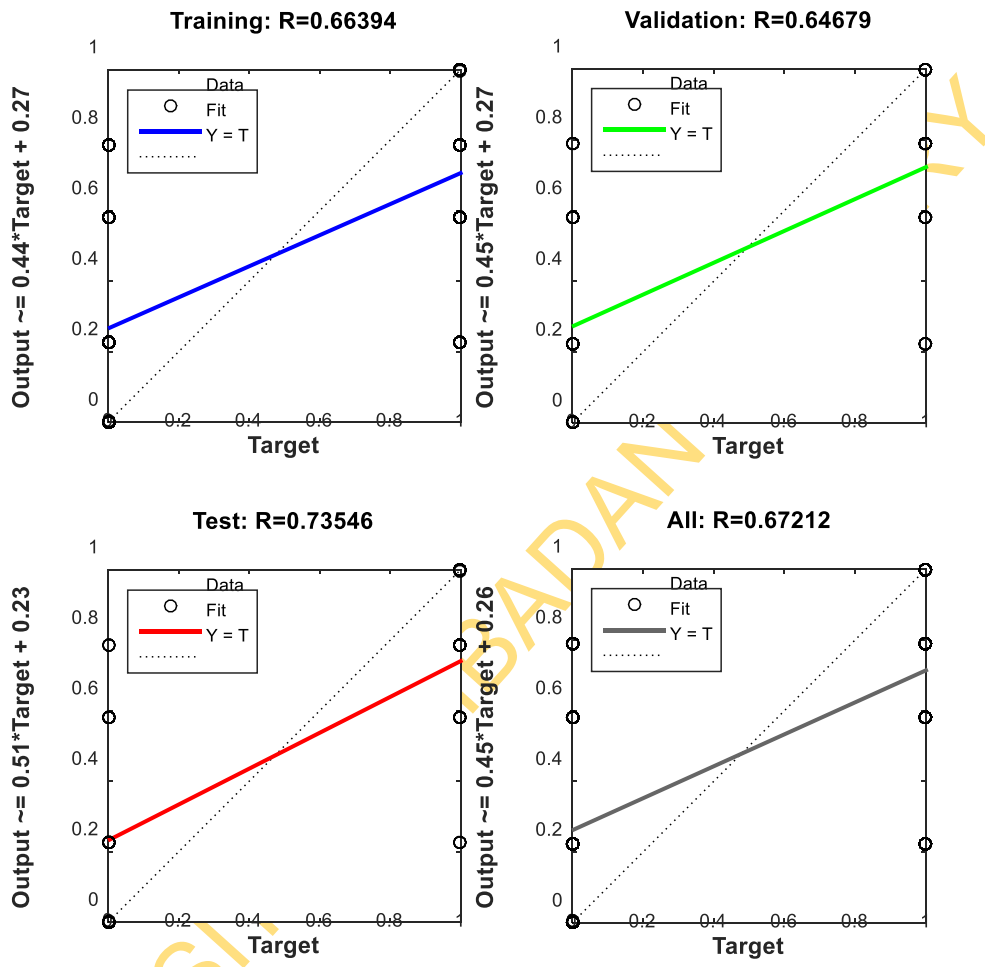 Training: R=0.66394
Output ~= 0.44*Target + 0.27
1
0.8
0.6
0.4
0.2
0
Data
Fit
Y = T
0
0.2
0.4
0.6
0.8
1
Target
Validation: R=0.64679
Output ~= 0.45*Target + 0.27
1
0.8
0.6
0.4
0.2
0
Data
Fit
Y = T
0.2
0.4
0.6
0.8
1
Target
Test: R=0.73546
Output ~= 0.51*Target + 0.23
1
0.8
0.6
0.4
0.2
0
Data
Fit
Y = T
0
0.2
0.4
0.6
0.8
1
Target
All: R=0.67212
Output ~= 0.45*Target + 0.26
1
0.8
0.6
0.4
0.2
0
Data
Fit
Y = T
0.2
0.4
0.6
0.8
1
Target
IBADAN